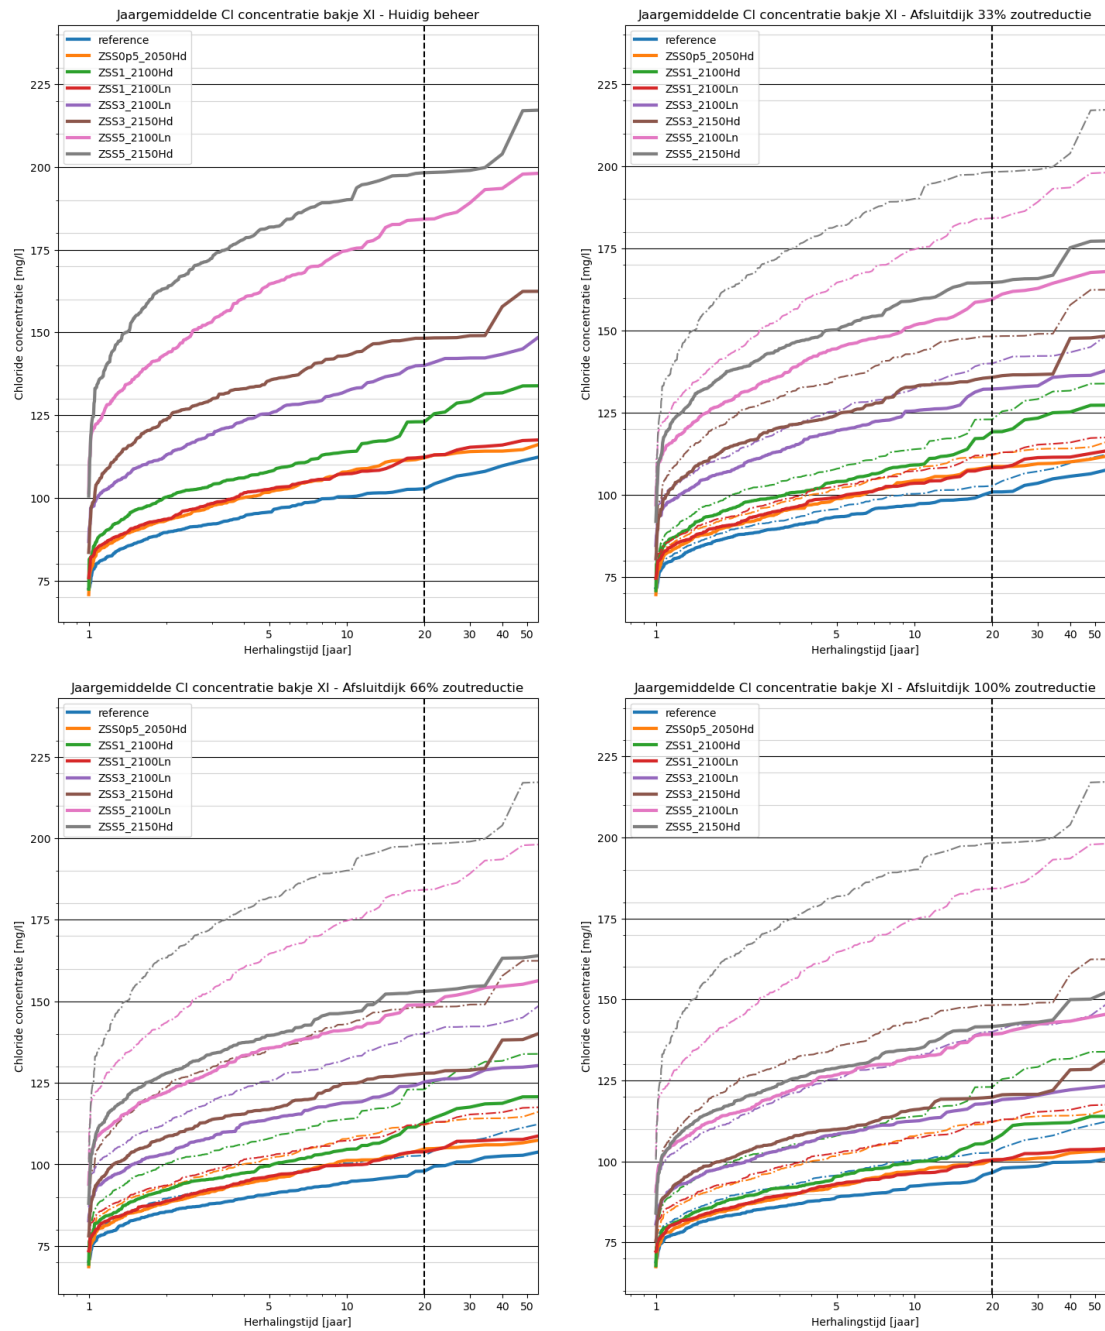 Jaargemiddelde Cl concentratie bakje XI - Huidig beheer
reference
ZSS0p5_2050Hd
ZSS1_2100Hd
ZSS1_2100Ln
ZSS3_2100Ln
ZSS3_2150Hd
ZSS5_2100Ln
ZSS5_2150Hd
Chloride concentratie [mg/l]
225
200
175
150
125
100
75
1 5 10 20 30 40 50
Herhalingstijd [jaar]
Jaargemiddelde Cl concentratie bakje XI - Afsluitdijk 33% zoutreductie
reference
ZSS0p5_2050Hd
ZSS1_2100Hd
ZSS1_2100Ln
ZSS3_2100Ln
ZSS3_2150Hd
ZSS5_2100Ln
ZSS5_2150Hd
Chloride concentratie [mg/l]
225
200
175
150
125
100
75
1 5 10 20 30 40 50
Herhalingstijd [jaar]
Jaargemiddelde Cl concentratie bakje XI - Afsluitdijk 66% zoutreductie
reference
ZSS0p5_2050Hd
ZSS1_2100Hd
ZSS1_2100Ln
ZSS3_2100Ln
ZSS3_2150Hd
ZSS5_2100Ln
ZSS5_2150Hd
Chloride concentratie [mg/l]
225
200
175
150
125
100
75
1 5 10 20 30 40 50
Herhalingstijd [jaar]
Jaargemiddelde Cl concentratie bakje XI - Afsluitdijk 100% zoutreductie
reference
ZSS0p5_2050Hd
ZSS1_2100Hd
ZSS1_2100Ln
ZSS3_2100Ln
ZSS3_2150Hd
ZSS5_2100Ln
ZSS5_2150Hd
Chloride concentratie [mg/l]
225
200
175
150
125
100
75
1 5 10 20 30 40 50
Herhalingstijd [jaar]